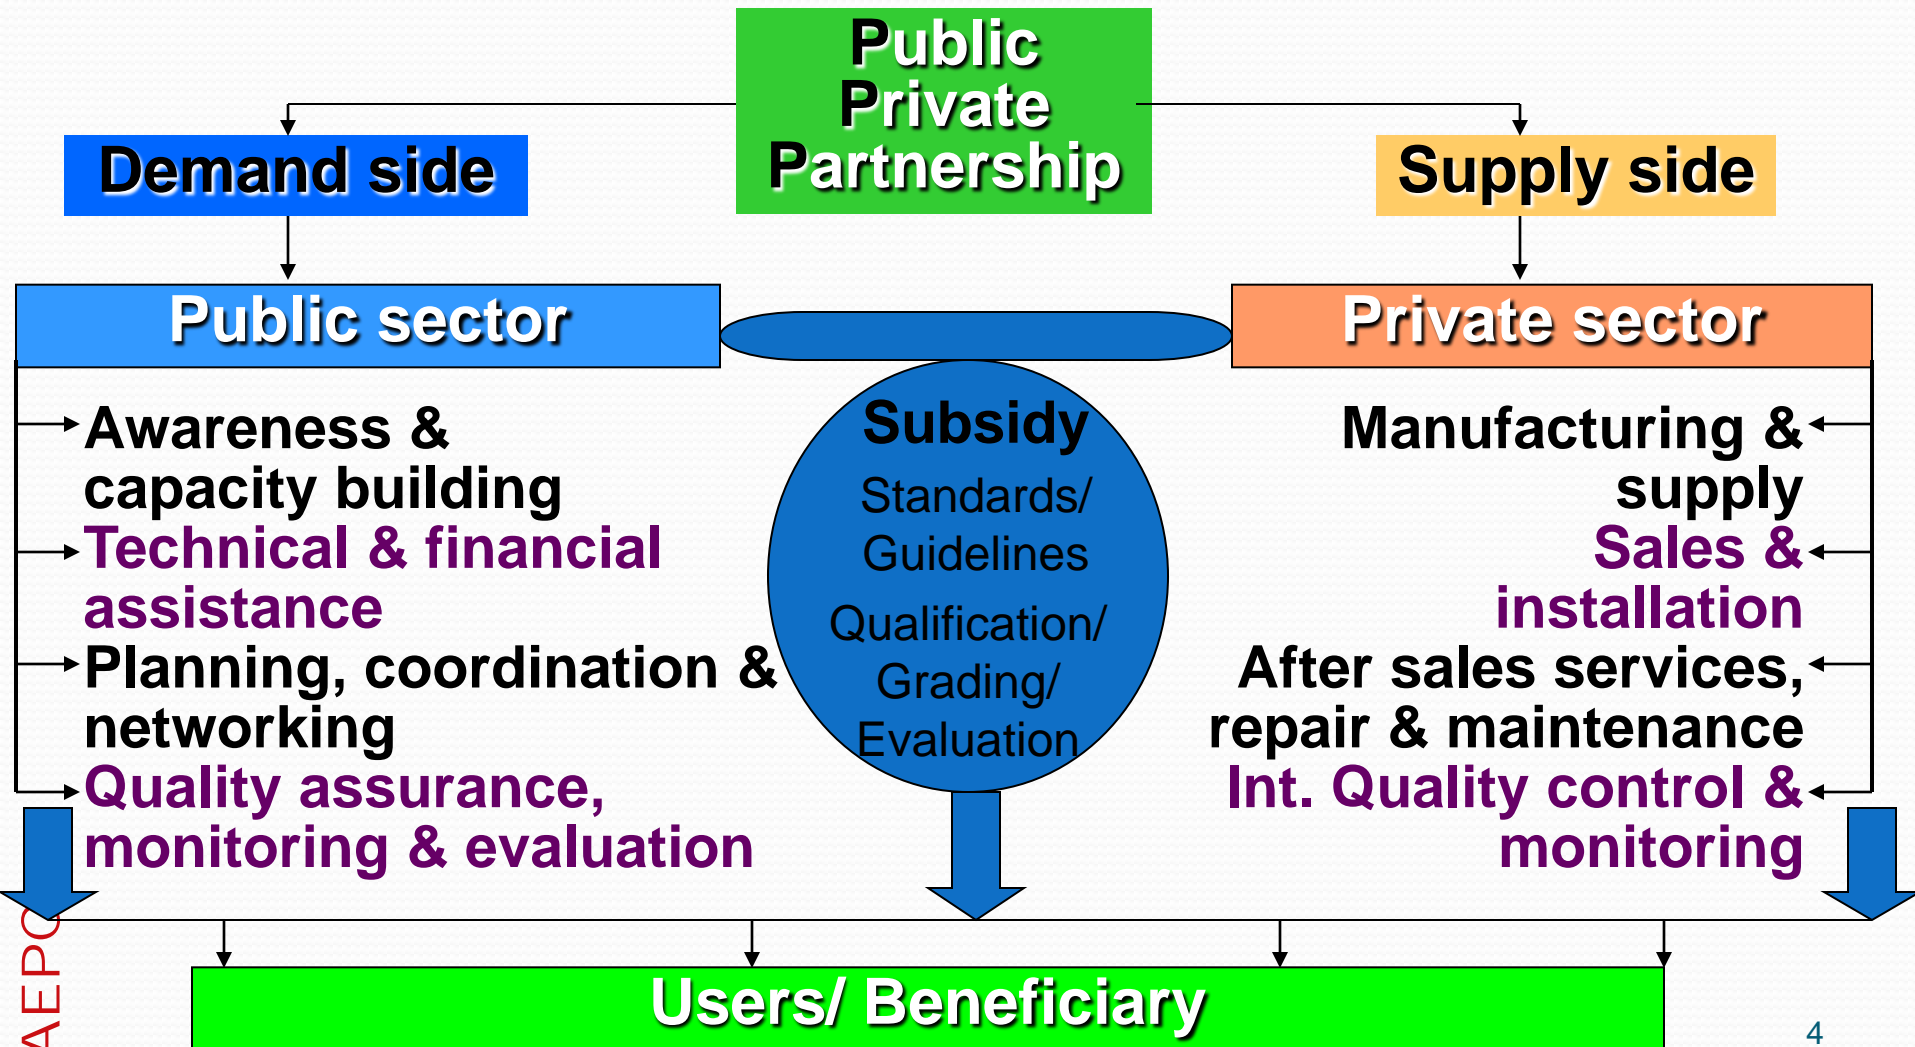 Public
Private
Partnership
Demand side
Supply side
Public sector
Private sector
Awareness &
capacity building
Technical & financial
assistance
Planning, coordination &
networking
Quality assurance,
monitoring & evaluation
Subsidy
Standards/
Guidelines
Qualification/
Grading/
Evaluation
Manufacturing &
supply
Sales &
installation
After sales services,
repair & maintenance
Int. Quality control &
monitoring
AEPC
Users/ Beneficiary
4